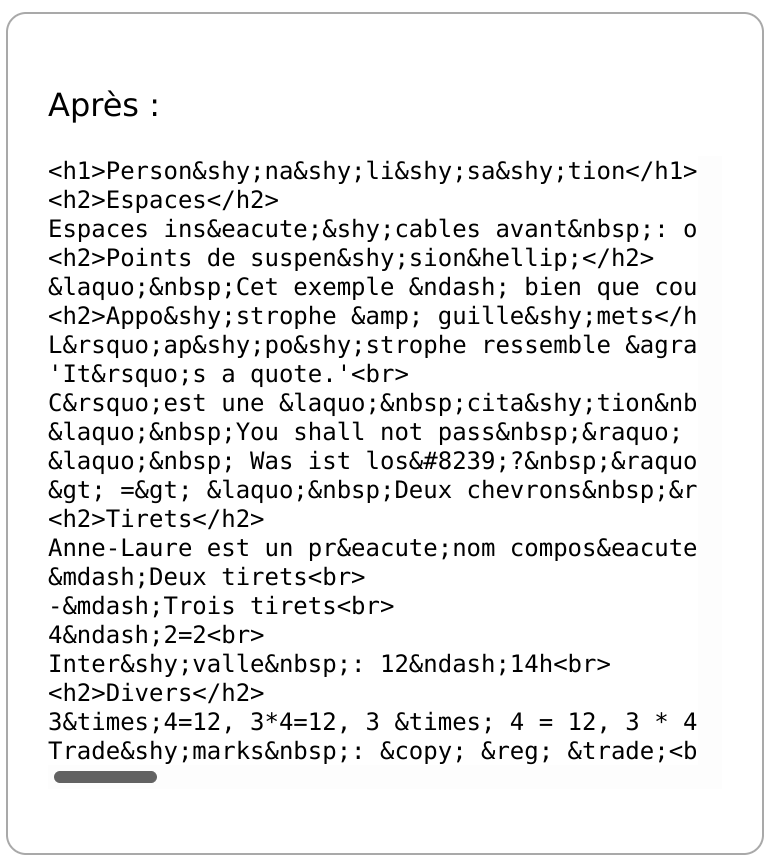 Après :
<h1>Person&shy;na&shy;li&shy;sa&shy;tion</h1>
<h2>Espaces</h2>
Espaces ins&eacute;&shy;cables avant&nbsp;: o
<h2>Points de suspen&shy;sion&hellip;</h2>
&laquo;&nbsp;Cet exemple &ndash; bien que cou
<h2>Appo&shy;strophe &amp; guille&shy;mets</h
L&rsquo;ap&shy;po&shy;strophe ressemble &agra
'It&rsquo;s a quote.'<br>
C&rsquo;est une &laquo;&nbsp;cita&shy;tion&nb
&laquo;&nbsp;You shall not pass&nbsp;&raquo;
&laquo;&nbsp; Was ist los&#8239;?&nbsp;&raquo
&gt; =&gt; &laquo;&nbsp;Deux chevrons&nbsp;&r
<h2>Tirets</h2>
Anne-Laure est un pr&eacute;nom compos&eacute
&mdash;Deux tirets<br>
-&mdash;Trois tirets<br>
4&ndash;2=2<br>
Inter&shy;valle&nbsp;: 12&ndash;14h<br>
<h2>Divers</h2>
3&times;4=12, 3*4=12, 3 &times; 4 = 12, 3 * 4
Trade&shy;marks&nbsp;: &copy; &reg; &trade;<b